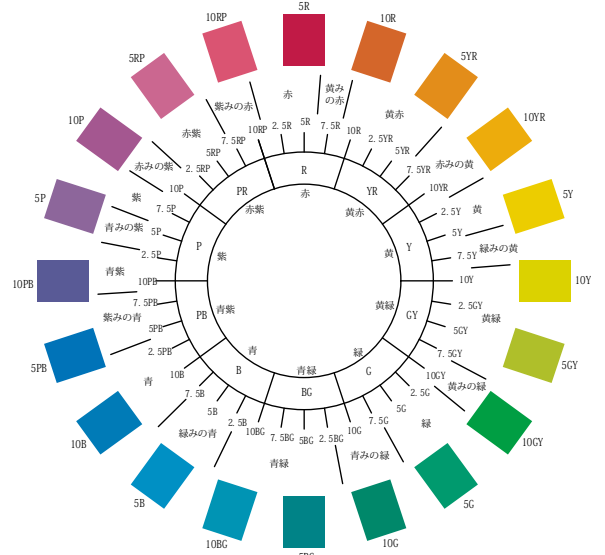 5R
10R
5YR
10YR
5Y
10Y
5GY
10GY
5G
10G
10BG
5B
10B
5PB
10PB
5P
10P
5RP
10RP
赤
黄み
の赤
黄赤
赤みの黄
黄
緑みの黄
黄緑
黄みの緑
緑
青みの緑
青緑
緑みの青
青
紫みの青
青紫
青みの紫
紫
赤みの紫
赤紫
紫みの赤
2.5R
5R
7.5R
10R
2.5YR
5YR
7.5YR
10YR
2.5Y
5Y
7.5Y
10Y
2.5GY
5GY
7.5GY
10GY
2.5G
5G
7.5G
10G
2.5BG
5BG
7.5BG
10BG
2.5B
5B
7.5B
10B
2.5PB
5PB
7.5PB
10PB
2.5P
5P
7.5P
10P
2.5RP
5RP
7.5RP
10RP
R
YR
Y
GY
G
BG
B
PB
P
PR
赤
黄赤
黄
黄緑
緑
青緑
青
青紫
紫
赤紫